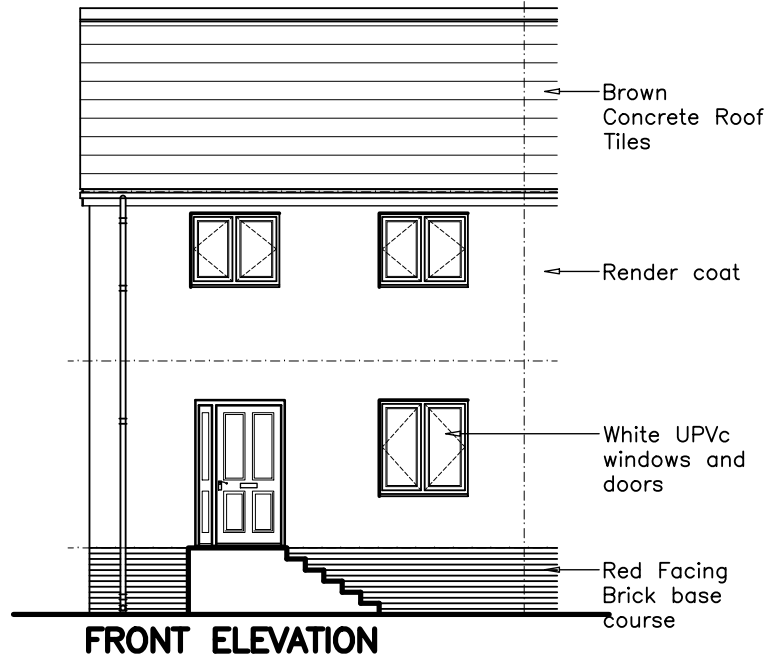 Brown
Concrete Roof
Tiles
Render coat
White UPVc
windows and
doors
Red Facing
Brick base
course
FRONT ELEVATION